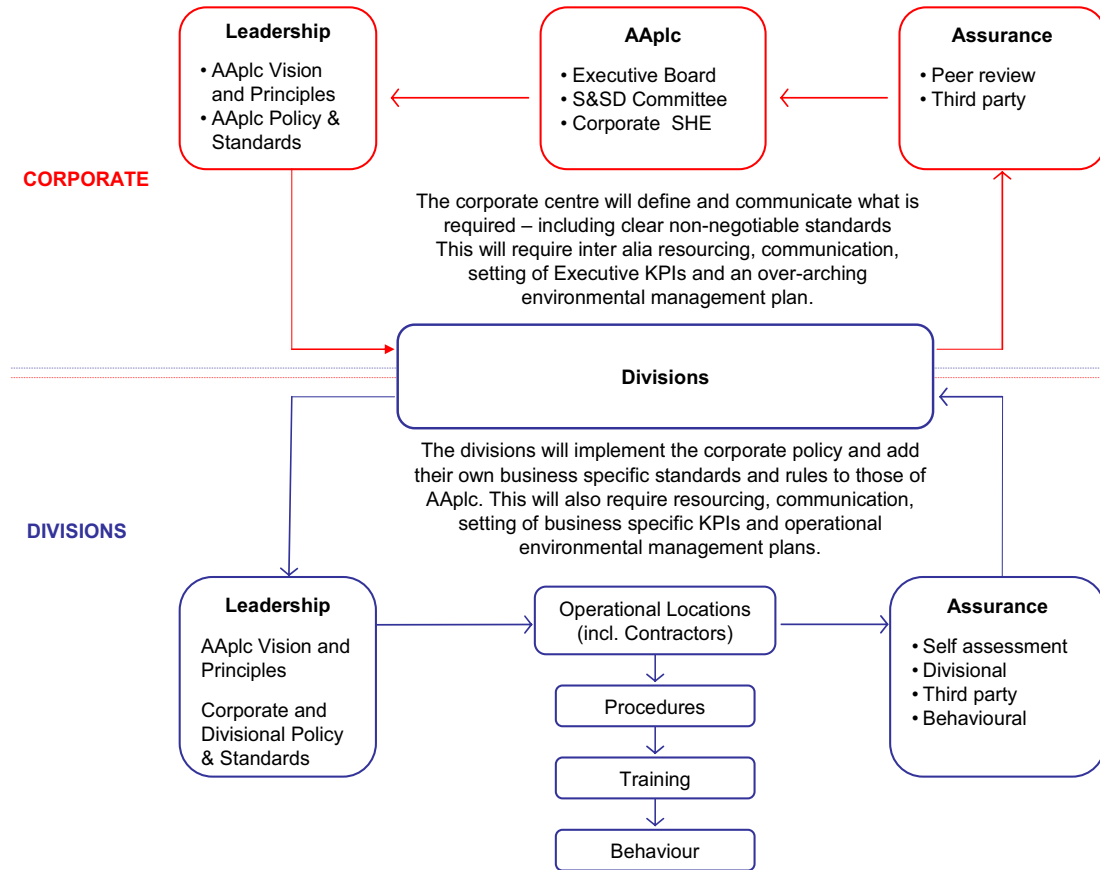 Leadership
• AAplc Vision
and Principles
• AAplc Policy &
Standards
AAplc
• Executive Board
• S&SD Committee
• Corporate SHE
Assurance
• Peer review
• Third party
CORPORATE
The corporate centre will define and communicate what is
required – including clear non-negotiable standards
This will require inter alia resourcing, communication,
setting of Executive KPIs and an over-arching
environmental management plan.
Divisions
The divisions will implement the corporate policy and add
their own business specific standards and rules to those of
AAplc. This will also require resourcing, communication,
setting of business specific KPIs and operational
environmental management plans.
DIVISIONS
Leadership
AAplc Vision and
Principles
Corporate and
Divisional Policy
& Standards
Operational Locations
(incl. Contractors)
Procedures
Training
Behaviour
Assurance
• Self assessment
• Divisional
• Third party
• Behavioural